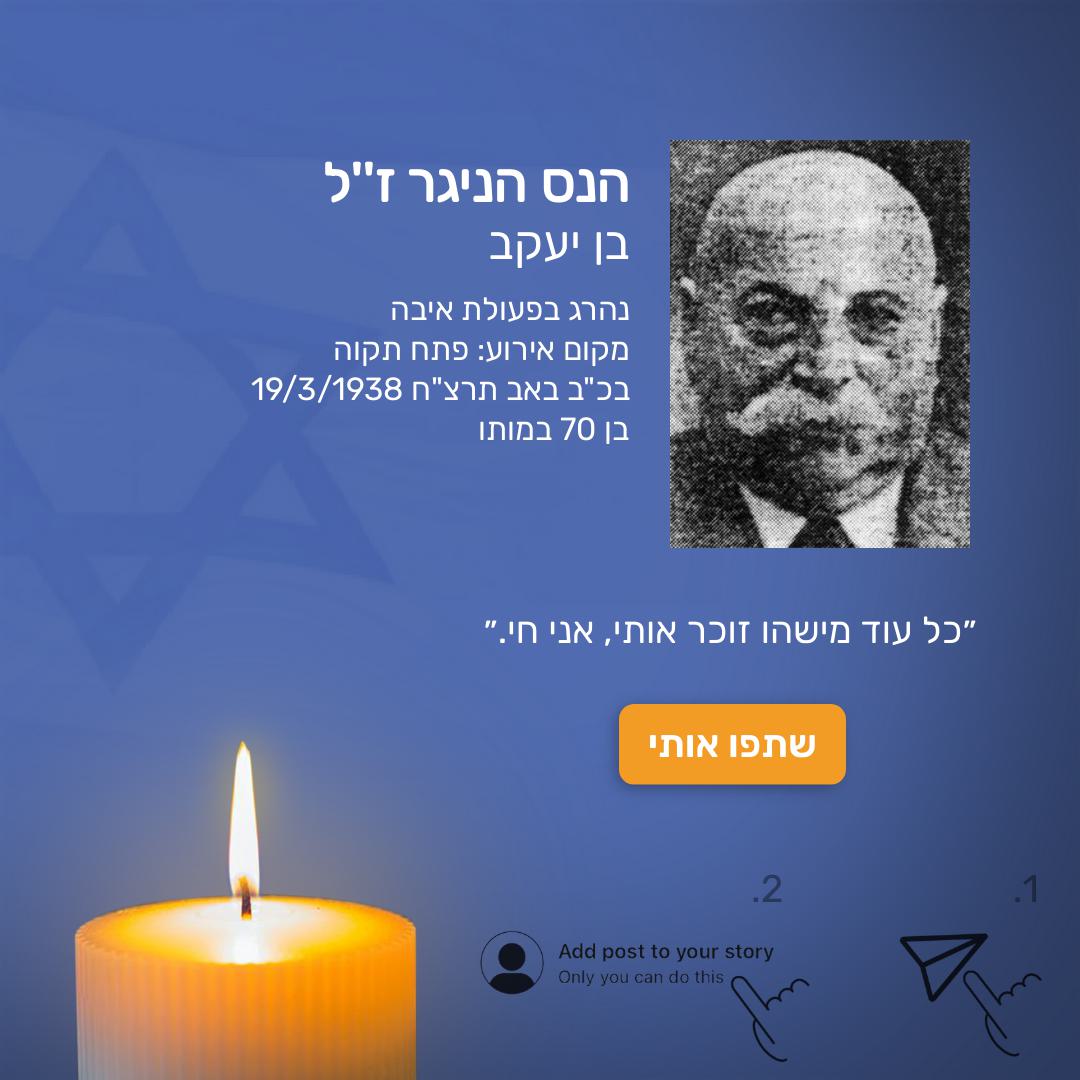 הנס הניגר ז"ל
בן יעקב
נהרג בפעולת איבה
מקום אירוע: פתח תקוה
בכ"ב באב תרצ"ח 19/3/1938
בן 70 במותו
״כל עוד מישהו זוכר אותי, אני חי.״
שתפו אותי
1.
2.
Add post to your story
Only you can do this